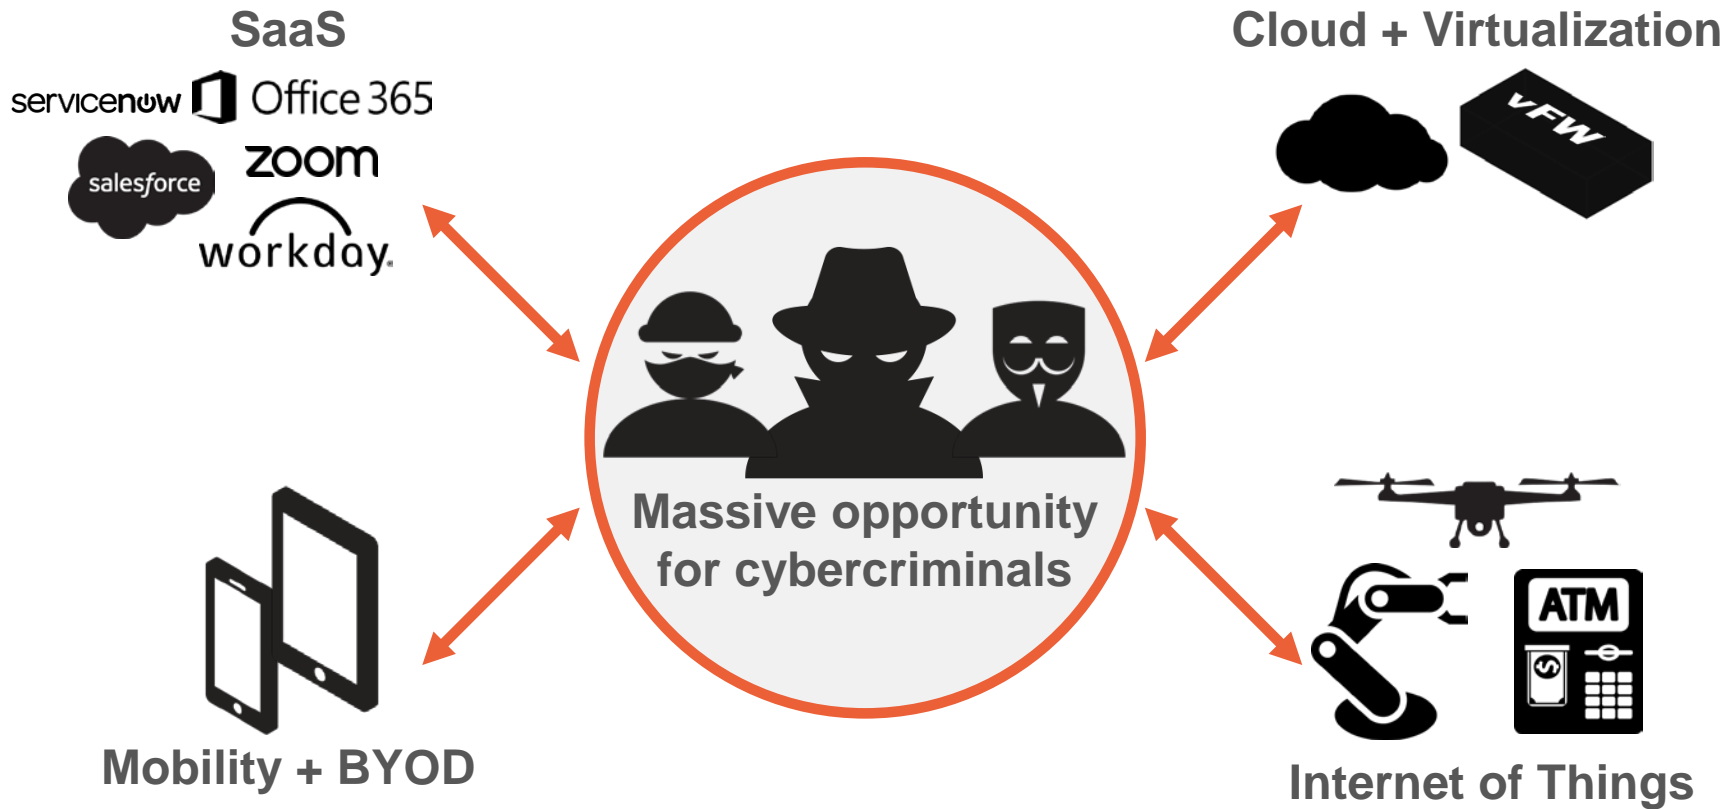 SaaS
servicenow Office 365
salesforce zoom
workday.
Cloud + Virtualization
vFW
Massive opportunity
for cybercriminals
Mobility + BYOD
ATM
$
Internet of Things